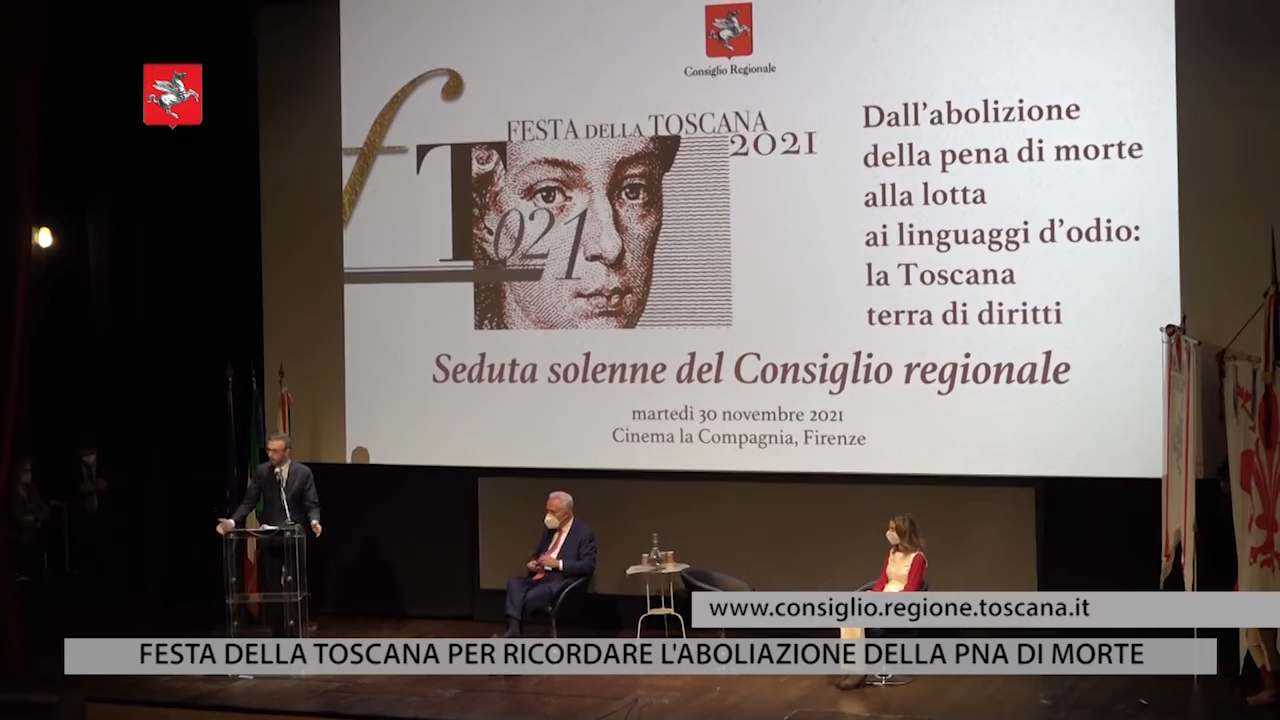 Consiglio Regionale
FESTA DELLA TOSCANA
2021
fT
021
Dall'abolizione
della pena di morte
alla lotta
ai linguaggi d'odio:
la Toscana
terra di diritti
Seduta solenne del Consiglio regionale
martedì 30 novembre 2021
Cinema la Compagnia, Firenze
www.consiglio.regione.toscana.it
FESTA DELLA TOSCANA PER RICORDARE L'ABOLIAZIONE DELLA PNA DI MORTE